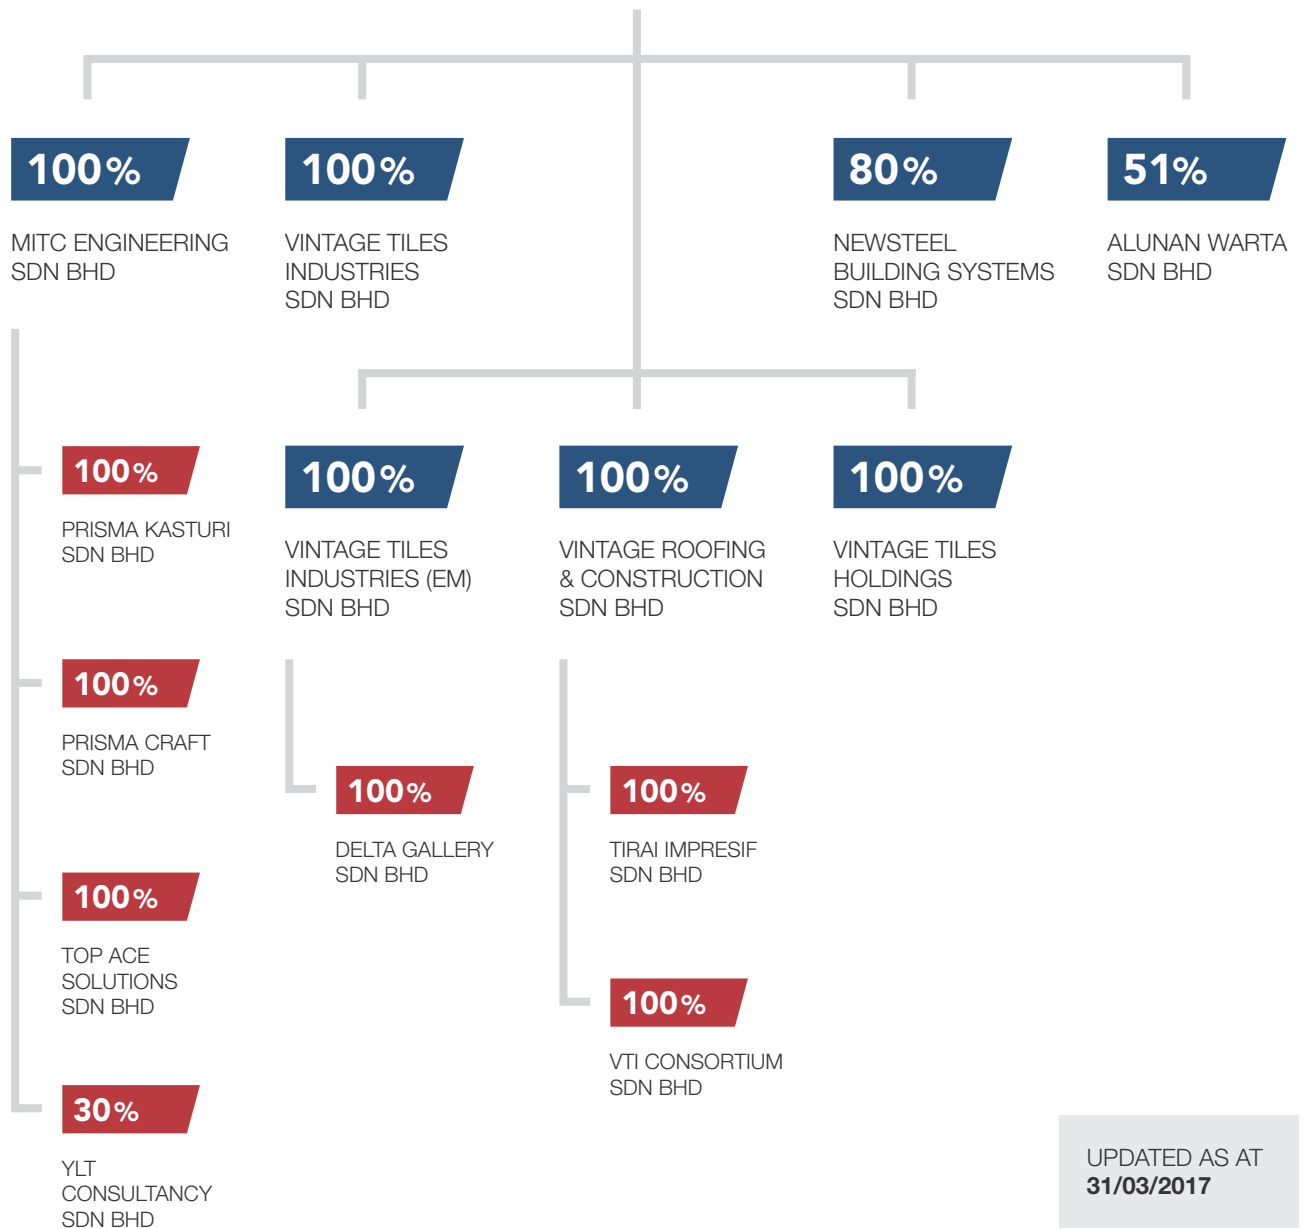 100%
MITC ENGINEERING
SDN BHD
100%
VINTAGE TILES
INDUSTRIES
SDN BHD
80%
NEWSTEEL
BUILDING SYSTEMS
SDN BHD
51%
ALUNAN WARTA
SDN BHD
100%
PRISMA KASTURI
SDN BHD
100%
PRISMA CRAFT
SDN BHD
100%
TOP ACE
SOLUTIONS
SDN BHD
30%
YLT
CONSULTANCY
SDN BHD
100%
VINTAGE TILES
INDUSTRIES (EM)
SDN BHD
100%
DELTA GALLERY
SDN BHD
100%
VINTAGE ROOFING
& CONSTRUCTION
SDN BHD
100%
TIRAI IMPRESIF
SDN BHD
100%
VTI CONSORTIUM
SDN BHD
100%
VINTAGE TILES
HOLDINGS
SDN BHD
UPDATED AS AT
31/03/2017